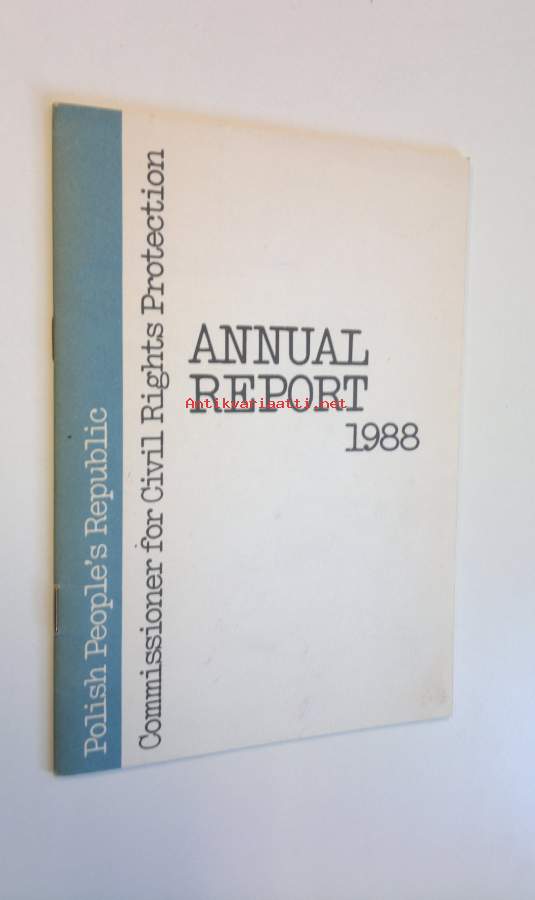 Polish People's Republic
Commissioner for Civil Rights Protection
ANNUAL
REPORT
Antikvariaatti.net
1988